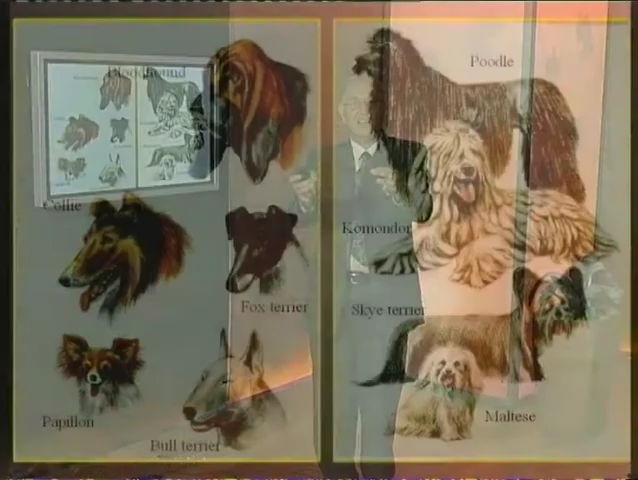 Bloodhound
Collie
Fox terrier
Papillon
Bull terrier
Poodle
Komondor
Skye terrier
Maltese